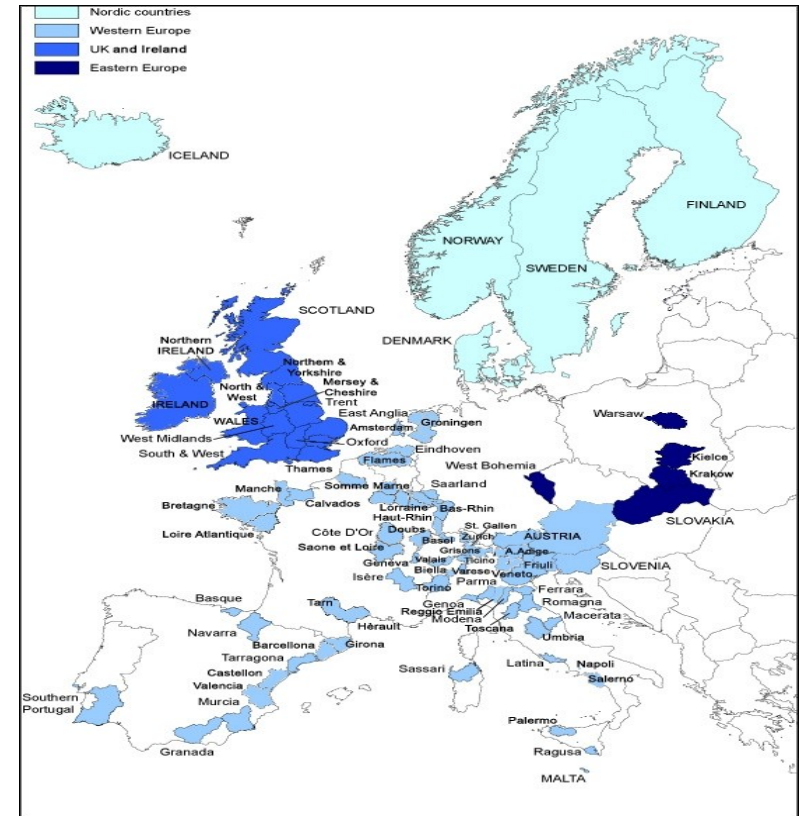 Nordic countries
Western Europe
UK and Ireland
Eastern Europe
ICELAND
FINLAND
NORWAY
SWEDEN
SCOTLAND
DENMARK
Northern
IRELAND
Northern &
Yorkshire
Mersey &
Cheshire
North &
West
Trent
IRELAND
East Anglia
WALES
Amsterdam
Groningen
Warsaw
West Midlands
Oxford
Eindhoven
South & West
Flames
Kielce
Thames
West Bohemia
Krakow
Manche
Somme
Marne
Saarland
Bretagne
Calvados
Lorraine
Bas-Rhin
SLOVAKIA
Haut-Rhin
Loire Atlantique
Doubs
St. Gallen
Côte D'Or
Basel
Zurich
AUSTRIA
Saone et Loire
Grisons
A.Adige
Geneva
Valais
Ticino
Friuli
SLOVENIA
Biella
Varese
Veneto
Isére
Torino
Parma
Ferrara
Basque
Tarn
Genoa
Romagna
Reggio Emilia
Modena
Macerata
Navarra
Hérault
Toscana
Umbria
Barcellona
Girona
Tarragona
Castellon
Sassari
Latina
Napoli
Valencia
Salerno
Southern
Portugal
Murcia
Palermo
Granada
Ragusa
MALTA